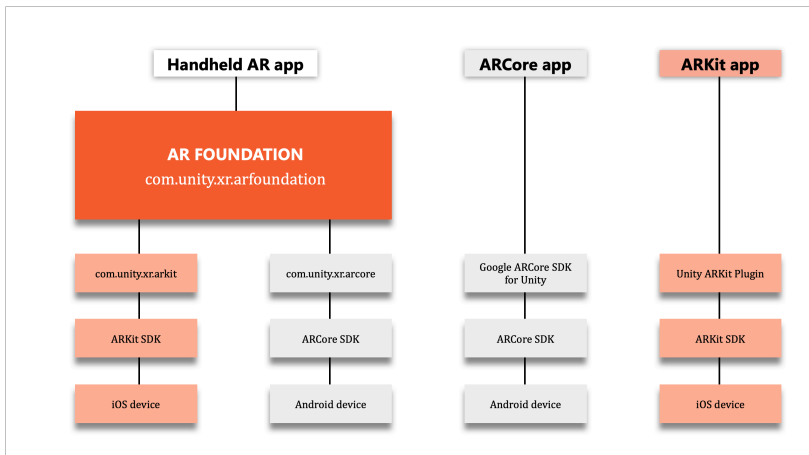 Handheld AR app
ARCore app
ARKit app
AR FOUNDATION
com.unity.xr.arfoundation
com.unity.xr.arkit
com.unity.xr.arcore
Google ARCore SDK
for Unity
Unity ARKit Plugin
ARKit SDK
ARCore SDK
ARCore SDK
ARKit SDK
iOS device
Android device
Android device
iOS device